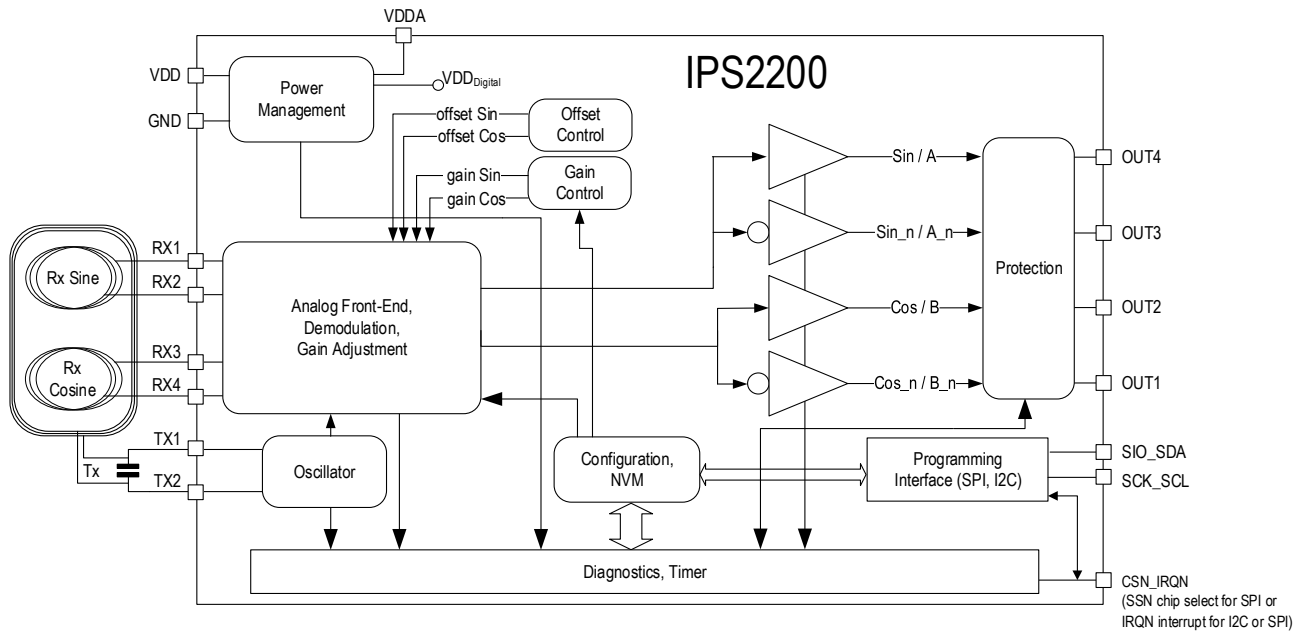 VDDA
IPS2200
VDD
GND
Power
Management
VDDDigital
offset Sin
offset Cos
Offset
Control
gain Sin
gain Cos
Gain
Control
Sin / A
Sin_n / A_n
Cos / B
Cos_n / B_n
Protection
OUT4
OUT3
OUT2
OUT1
Rx Sine
Rx
Cosine
RX1
RX2
RX3
RX4
Analog Front-End,
Demodulation,
Gain Adjustment
TX1
Tx
TX2
Oscillator
Configuration,
NVM
Programming
Interface (SPI, I2C)
SIO_SDA
SCK_SCL
Diagnostics, Timer
CSN_IRQN
(SSN chip select for SPI or
IRQN interrupt for I2C or SPI)